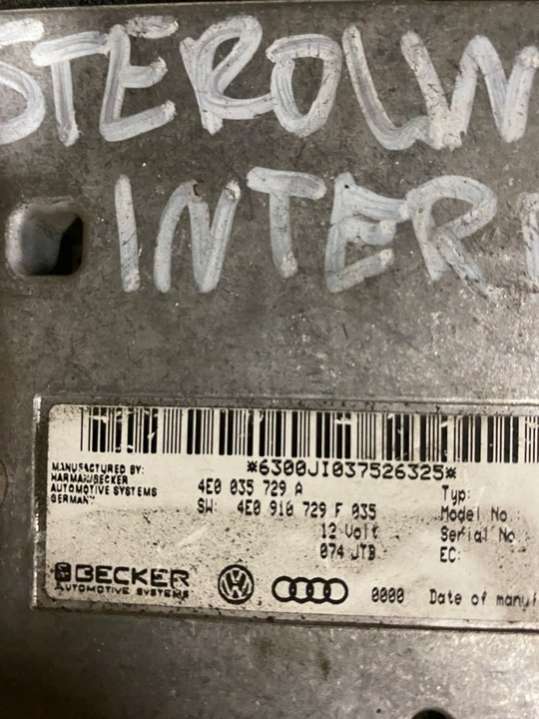 STEROW
INTER
*6300JI037526325*
MANUFACTURED BY:
HARMAN/BECKER
AUTOMOTIVE SYSTEMS
GERMANY
4E0 035 729 A
SW: 4E0 910 729 F 035
12 Volt
074 JTB
Typ:
Model No
Serial No
EC:
BECKER
AUTOMOTIVE SYSTEMS
0000 Date of manuf